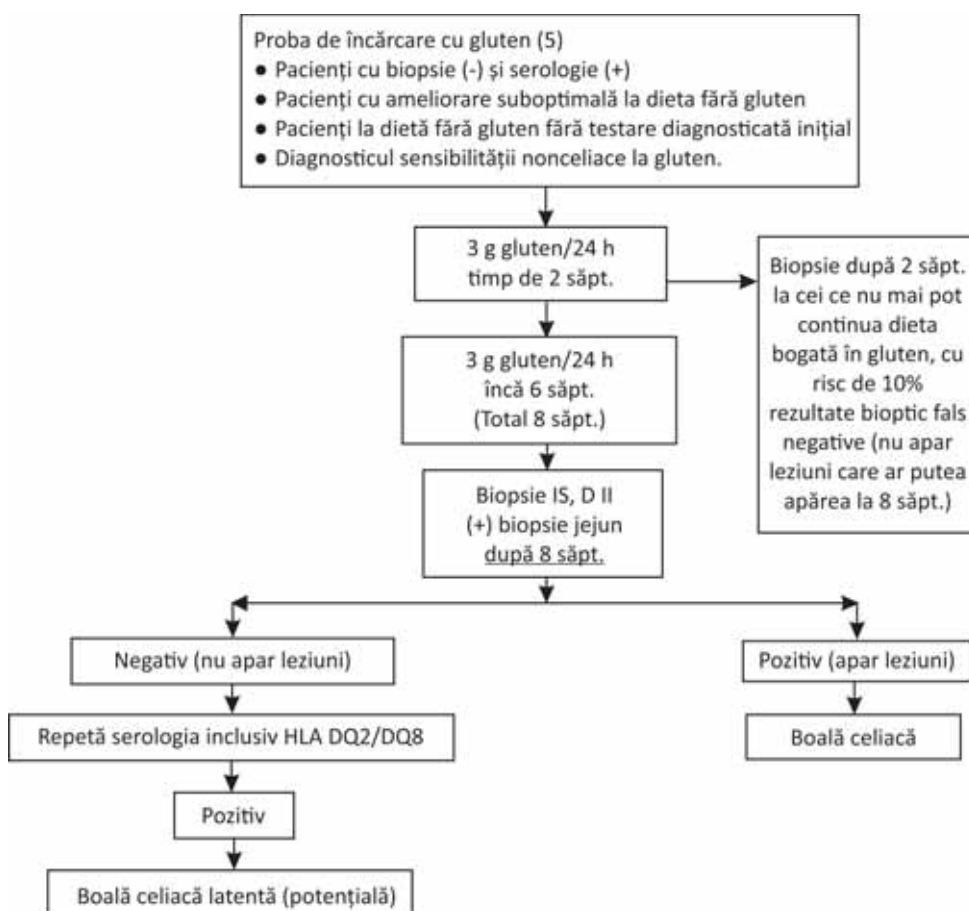 Proba de încărcare cu gluten (5)
● Pacienți cu biopsie (-) și serologie (+)
● Pacienți cu ameliorare suboptimală la dieta fără gluten
● Pacienți la dietă fără gluten fără testare diagnosticată inițial
● Diagnosticul sensibilității nonceliace la gluten.
3 g gluten/24 h
timp de 2 săpt.
Biopsie după 2 săpt.
la cei ce nu mai pot
continua dieta
bogată în gluten, cu
risc de 10%
rezultate bioptic fals
negative (nu apar
leziuni care ar putea
apărea la 8 săpt.)
3 g gluten/24 h
încă 6 săpt.
(Total 8 săpt.)
Biopsie IS, D II
(+) biopsie jejun
după 8 săpt.
Negativ (nu apar leziuni)
Pozitiv (apar leziuni)
Repetă serologia inclusiv HLA DQ2/DQ8
Boală celiacă
Pozitiv
Boală celiacă latentă (potențială)